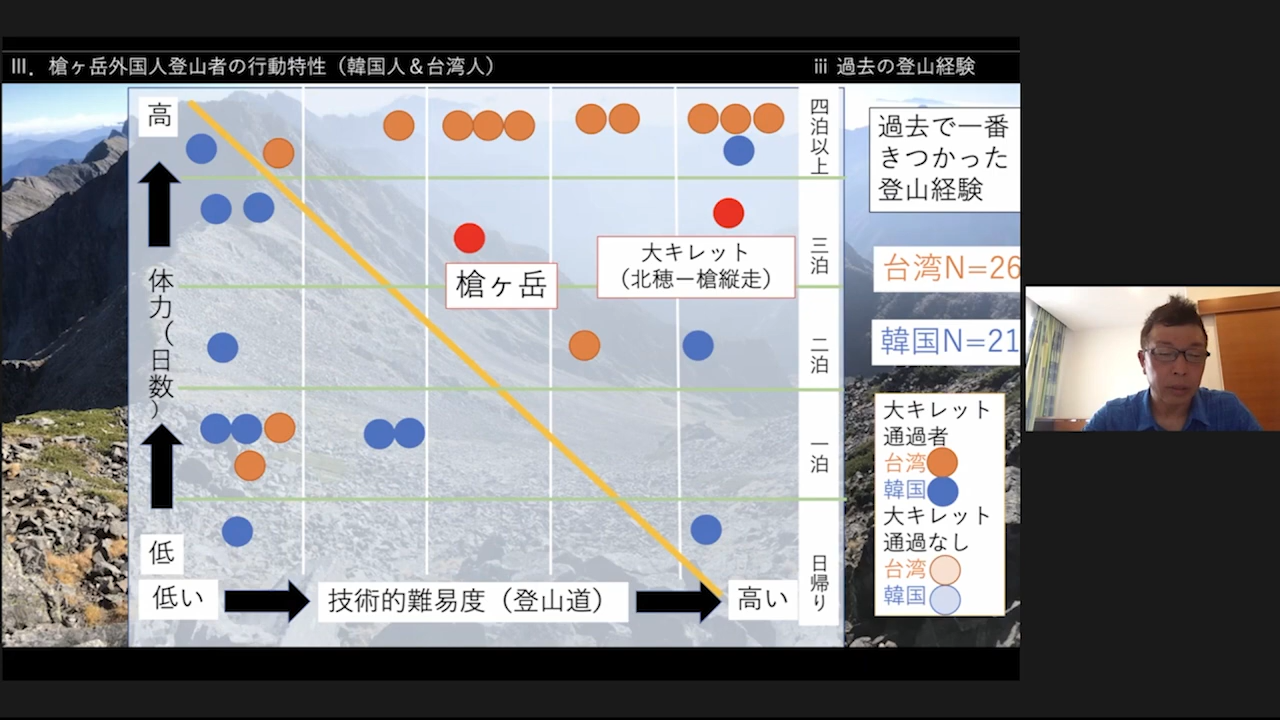 Ⅲ．槍ヶ岳外国人登山者の行動特性（韓国人＆台湾人）
ⅲ 過去の登山経験
高
体力（日数）
低
低い
技術的難易度（登山道）
高い
四泊以上
三泊
二泊
一泊
日帰り
槍ヶ岳
大キレット
（北穂ー槍縦走）
過去で一番
きつかった
登山経験
台湾N=26
韓国N=21
大キレット
通過者
台湾
韓国
大キレット
通過なし
台湾
韓国